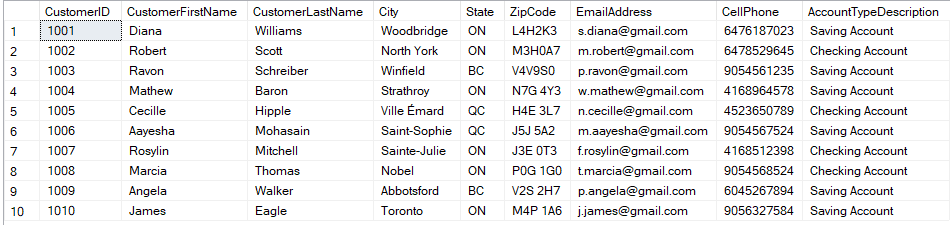 CustomerID CustomerFirstName CustomerLastName City State ZipCode EmailAddress CellPhone AccountTypeDescription
1 1001 Diana Williams Woodbridge ON L4H2K3 s.diana@gmail.com 6476187023 Saving Account
2 1002 Robert Scott North York ON M3H0A7 m.robert@gmail.com 6478529645 Checking Account
3 1003 Ravon Schreiber Winfield BC V4V9S0 p.ravon@gmail.com 9054561235 Saving Account
4 1004 Mathew Baron Strathroy ON N7G 4Y3 w.mathew@gmail.com 4168964578 Saving Account
5 1005 Cecille Hipple Ville Émard QC H4E 3L7 n.cecille@gmail.com 4523650789 Checking Account
6 1006 Aayesha Mohasain Saint-Sophie QC J5J 5A2 m.aayesha@gmail.com 9054567524 Saving Account
7 1007 Rosylin Mitchell Sainte-Julie ON J3E 0T3 f.rosylin@gmail.com 4168512398 Checking Account
8 1008 Marcia Thomas Nobel ON P0G 1G0 t.marcia@gmail.com 9054568524 Checking Account
9 1009 Angela Walker Abbotsford BC V2S 2H7 p.angela@gmail.com 6045267894 Saving Account
10 1010 James Eagle Toronto ON M4P 1A6 j.james@gmail.com 9056327584 Saving Account